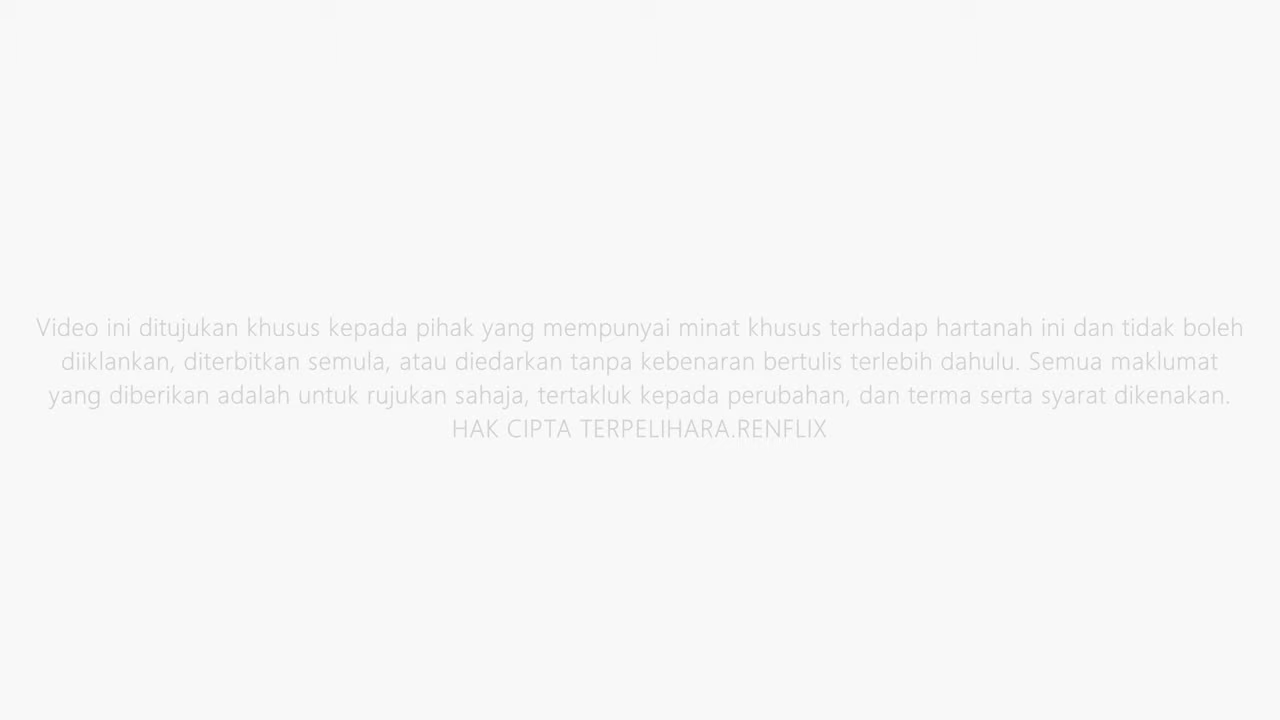 Video ini ditujukan khusus kepada pihak yang mempunyai minat khusus terhadap hartanah ini dan tidak boleh
diiklankan, diterbitkan semula, atau diedarkan tanpa kebenaran bertulis terlebih dahulu. Semua maklumat
yang diberikan adalah untuk rujukan sahaja, tertakluk kepada perubahan, dan terma serta syarat dikenakan.
HAK CIPTA TERPELIHARA.RENFLIX